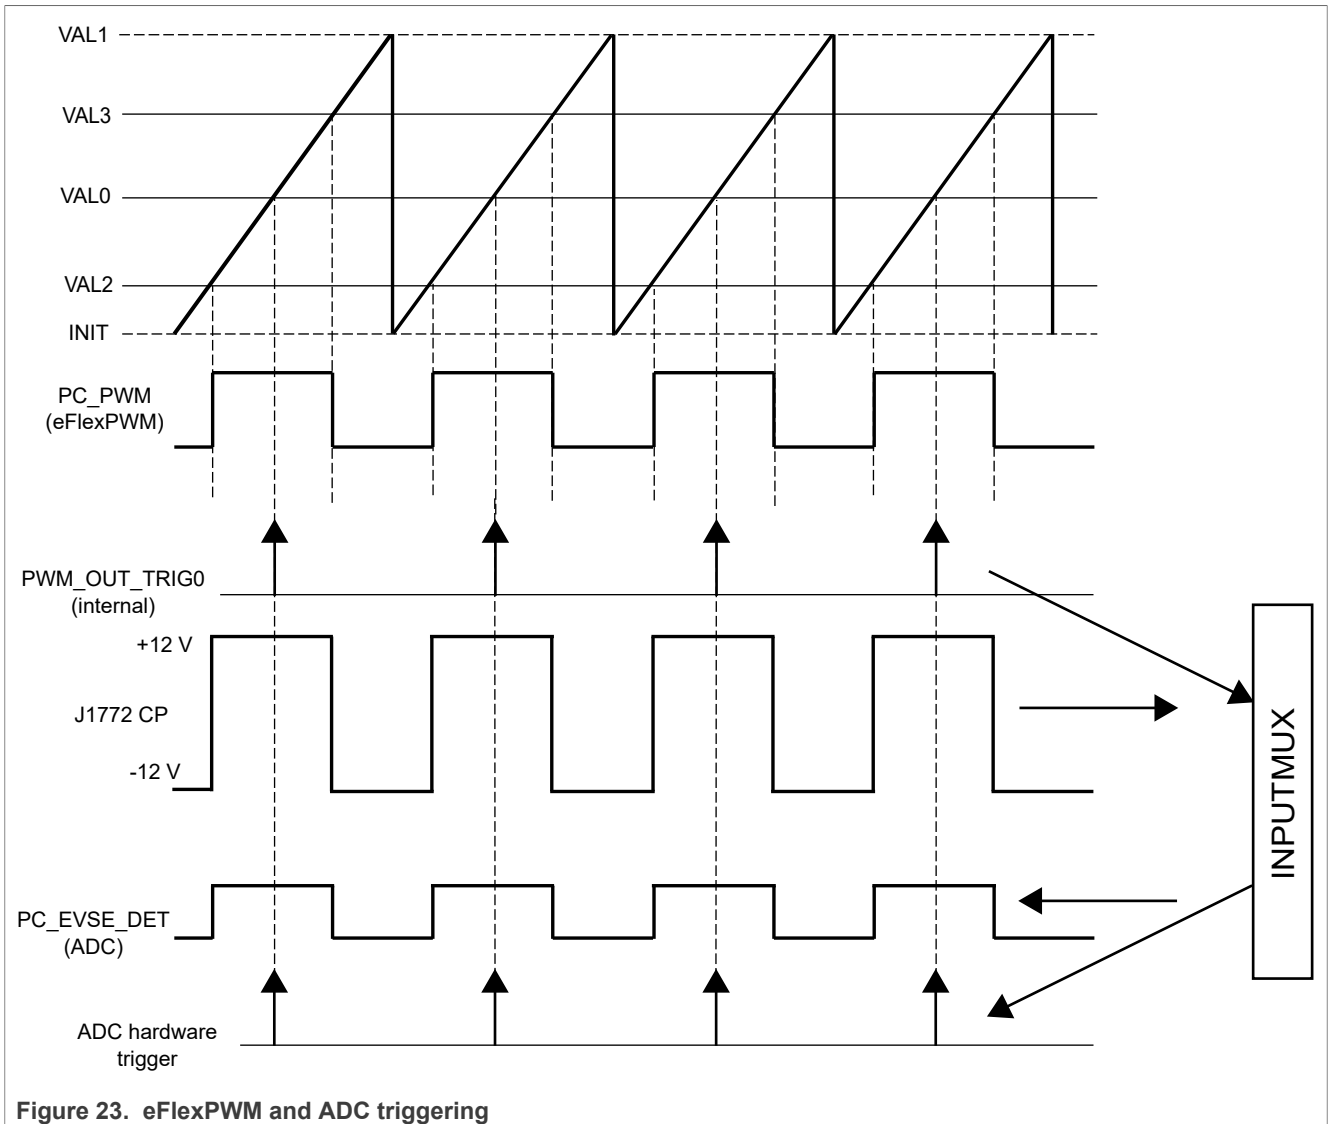 VAL1
VAL3
VAL0
VAL2
INIT
PC_PWM
(eFlexPWM)
PWM_OUT_TRIG0
(internal)
+12 V
J1772 CP
-12 V
INPUTMUX
PC_EVSE_DET
(ADC)
ADC hardware
trigger
Figure 23. eFlexPWM and ADC triggering